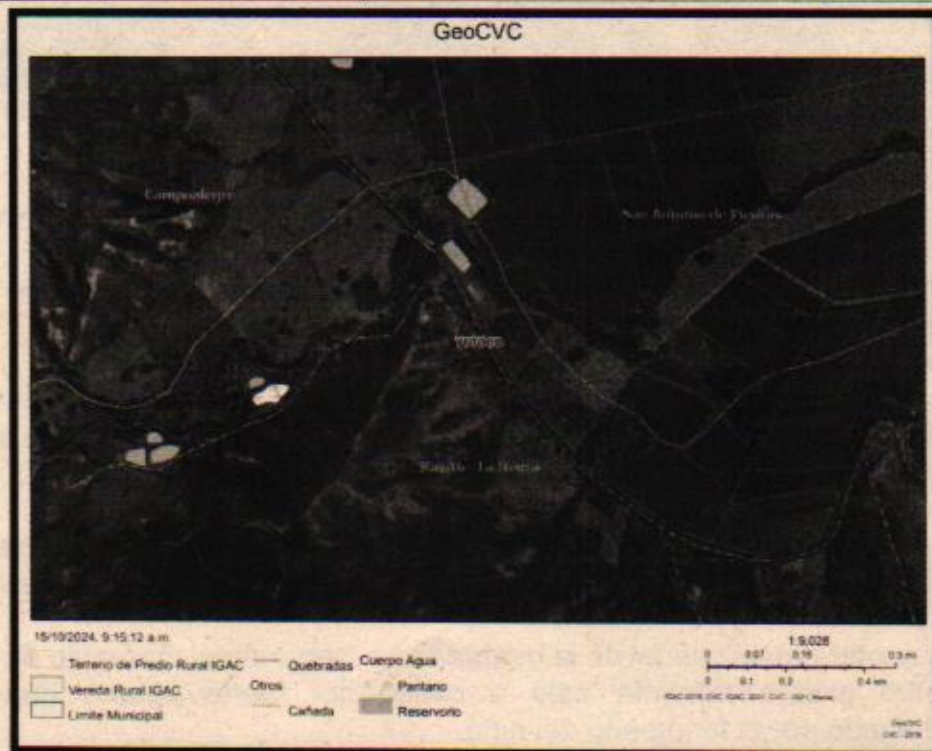 GeoCVC
Campoalegre
San Antonio de Piedras
15/10/2024, 9:15:12 a.m.
Terreno de Predio Rural IGAC
Vereda Rural IGAC
Limite Municipal
Quebradas
Otros
Cañada
Cuerpo Agua
Pantano
Reservorio
1:9,028
0 0.07 0.15 0.3 mi
0 0.1 0.2 0.4 km
GeoCVC